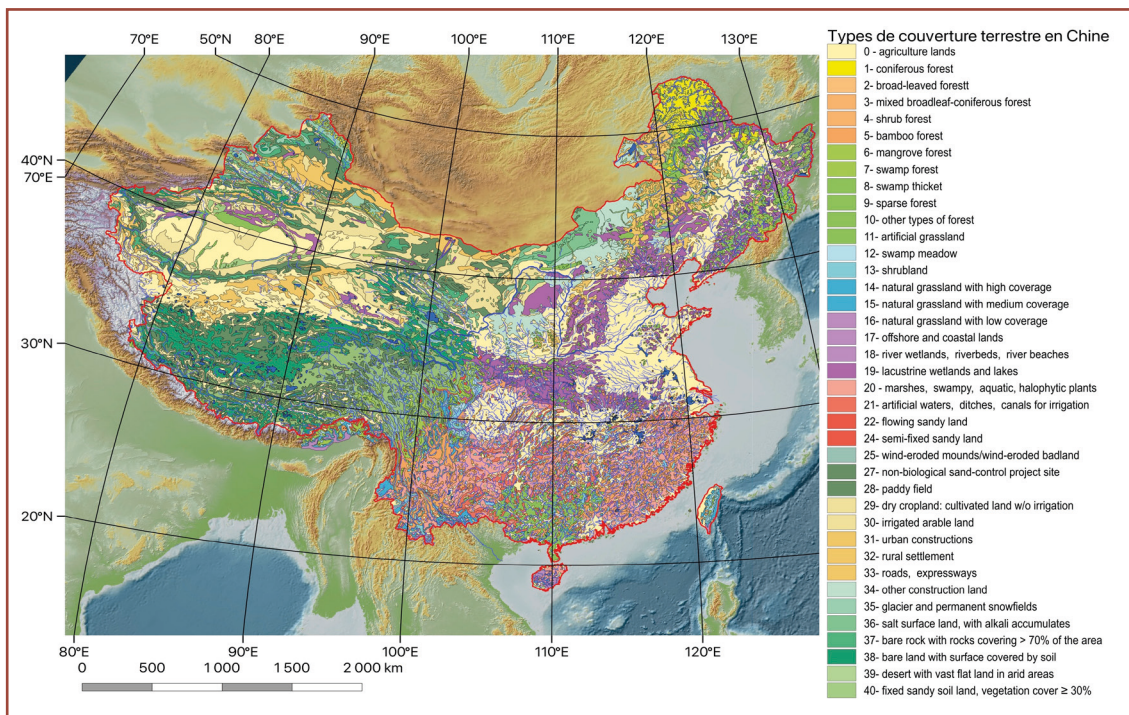 70°E 50°N 80°E 90°E 100°E 110°E 120°E 130°E
40°N
70°E
30°N
20°N
80°E 90°E 100°E 110°E 120°E
0 500 1 000 1 500 2 000 km
Types de couverture terrestre en Chine
0 - agriculture lands
1- coniferous forest
2 - broad-leaved forestt
3 - mixed broadleaf-coniferous forest
4 - shrub forest
5 - bamboo forest
6 - mangrove forest
7 - swamp forest
8 - swamp thicket
9 - sparse forest
10- other types of forest
11- artificial grassland
12- swamp meadow
13- shrubland
14- natural grassland with high coverage
15- natural grassland with medium coverage
16- natural grassland with low coverage
17- offshore and coastal lands
18- river wetlands, riverbeds, river beaches
19- lacustrine wetlands and lakes
20 - marshes, swampy, aquatic, halophytic plants
21- artificial waters, ditches, canals for irrigation
22- flowing sandy land
24- semi-fixed sandy land
25- wind-eroded mounds/wind-eroded badland
27- non-biological sand-control project site
28- paddy field
29- dry cropland: cultivated land w/o irrigation
30- irrigated arable land
31- urban constructions
32- rural settlement
33- roads, expressways
34- other construction land
35- glacier and permanent snowfields
36- salt surface land, with alkali accumulates
37- bare rock with rocks covering > 70% of the area
38- bare land with surface covered by soil
39- desert with vast flat land in arid areas
40- fixed sandy soil land, vegetation cover ≥ 30%